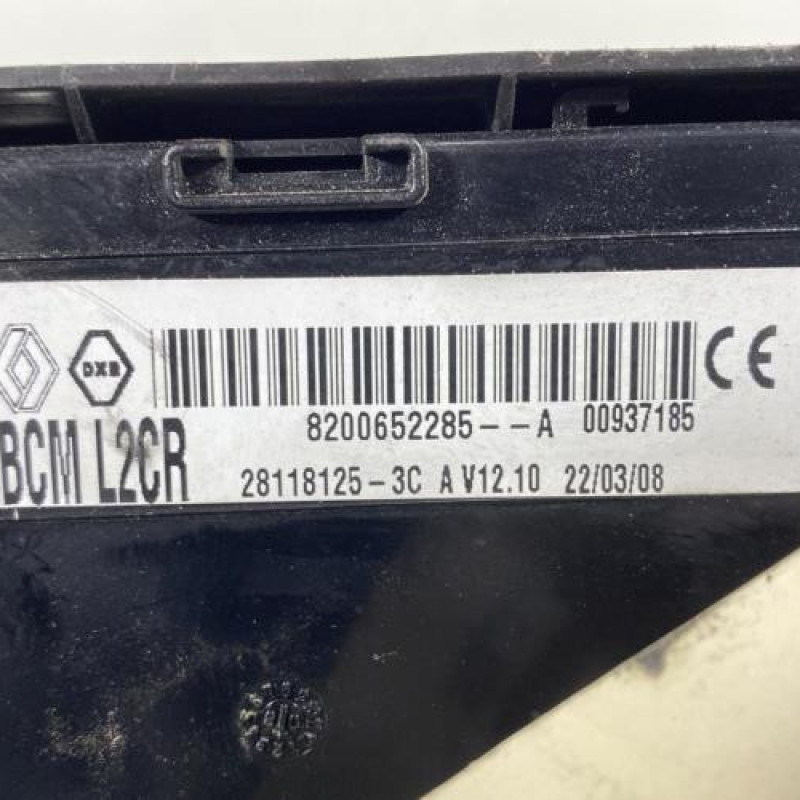 DXB
8200652285--A 00937185
BCM L2CR
28118125-3C A V12.10 22/03/08
CE